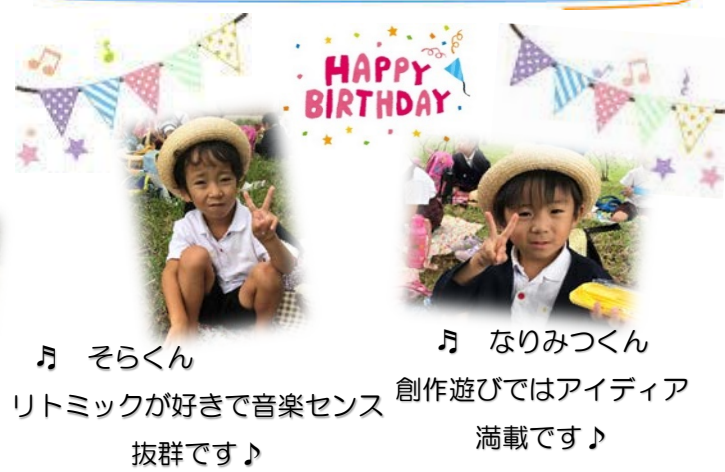 HAPPY
BIRTHDAY
♬ そらくん
リトミックが好きで音楽センス
抜群です♪
♬ なりみつくん
創作遊びではアイディア
満載です♪